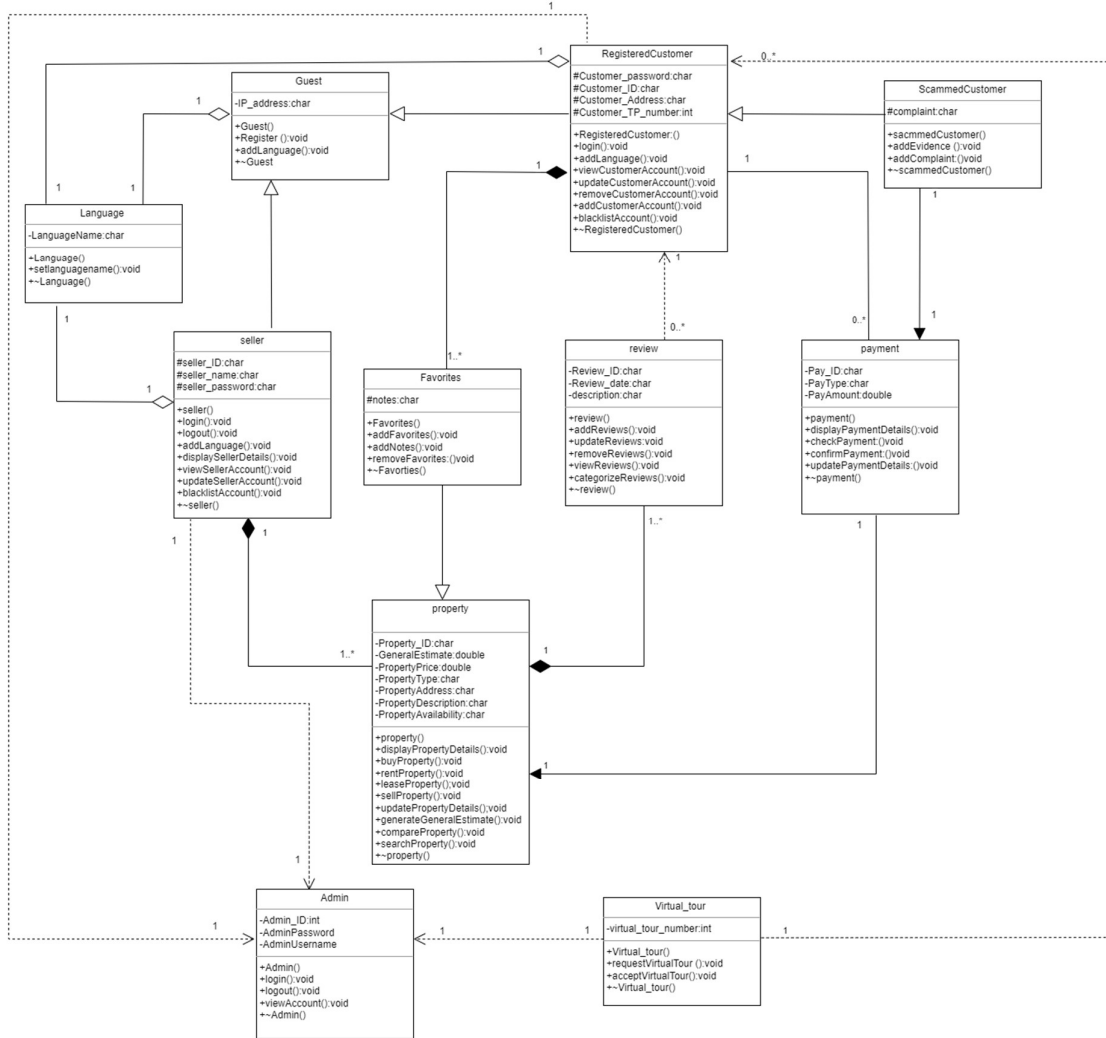 1
RegisteredCustomer
#Customer_password:char
#Customer_ID:char
#Customer_Address:char
#Customer_TP_number:int
+RegisteredCustomer:()
+login():void
+addLanguage():void
+viewCustomerAccount():void
+updateCustomerAccount():void
+removeCustomerAccount():void
+addCustomerAccount():void
+blacklistAccount():void
+~RegisteredCustomer()
1
0..*
Guest
-IP_address:char
+Guest()
+Register ():void
+addLanguage():void
+~Guest
1
ScammedCustomer
#complaint:char
+sacmmedCustomer()
+addEvidence ():void
+addComplaint:()void
+~scammedCustomer()
1
1
1
1
Language
-LanguageName:char
+Language()
+setlanguagename():void
+~Language()
1
1
1
1
0..*
0..*
1..*
seller
#seller_ID:char
#seller_name:char
#seller_password:char
+seller()
+login():void
+logout():void
+addLanguage():void
+displaySellerDetails():void
+viewSellerAccount():void
+updateSellerAccount():void
+blacklistAccount():void
+~seller()
1
Favorites
#notes:char
+Favorites()
+addFavorites():void
+addNotes():void
+removeFavorites:()void
+~Favorties()
review
-Review_ID:char
-Review_date:char
-description:char
+review()
+addReviews():void
+updateReviews:void
+removeReviews():void
+viewReviews():void
+categorizeReviews():void
+~review()
payment
-Pay_ID:char
-PayType:char
-PayAmount:double
+payment()
+displayPaymentDetails():void
+checkPayment:():void
+confirmPayment:():void
+updatePaymentDetails:():void
+~payment()
1
1
1..*
1
property
-Property_ID:char
-GeneralEstimate:double
-PropertyPrice:double
-PropertyType:char
-PropertyAddress:char
-PropertyDescription:char
-PropertyAvailability:char
+property()
+displayPropertyDetails():void
+buyProperty():void
+rentProperty():void
+leaseProperty();void
+sellProperty():void
+updatePropertyDetails();void
+generateGeneralEstimate():void
+compareProperty():void
+searchProperty():void
+~property()
1..*
1
1
1
Admin
-Admin_ID:int
-AdminPassword
-AdminUsername
+Admin()
+login():void
+logout():void
+viewAccount():void
+~Admin()
1
1
1
Virtual_tour
-virtual_tour_number:int
+Virtual_tour()
+requestVirtualTour ():void
+acceptVirtualTour():void
+~Virtual_tour()
1